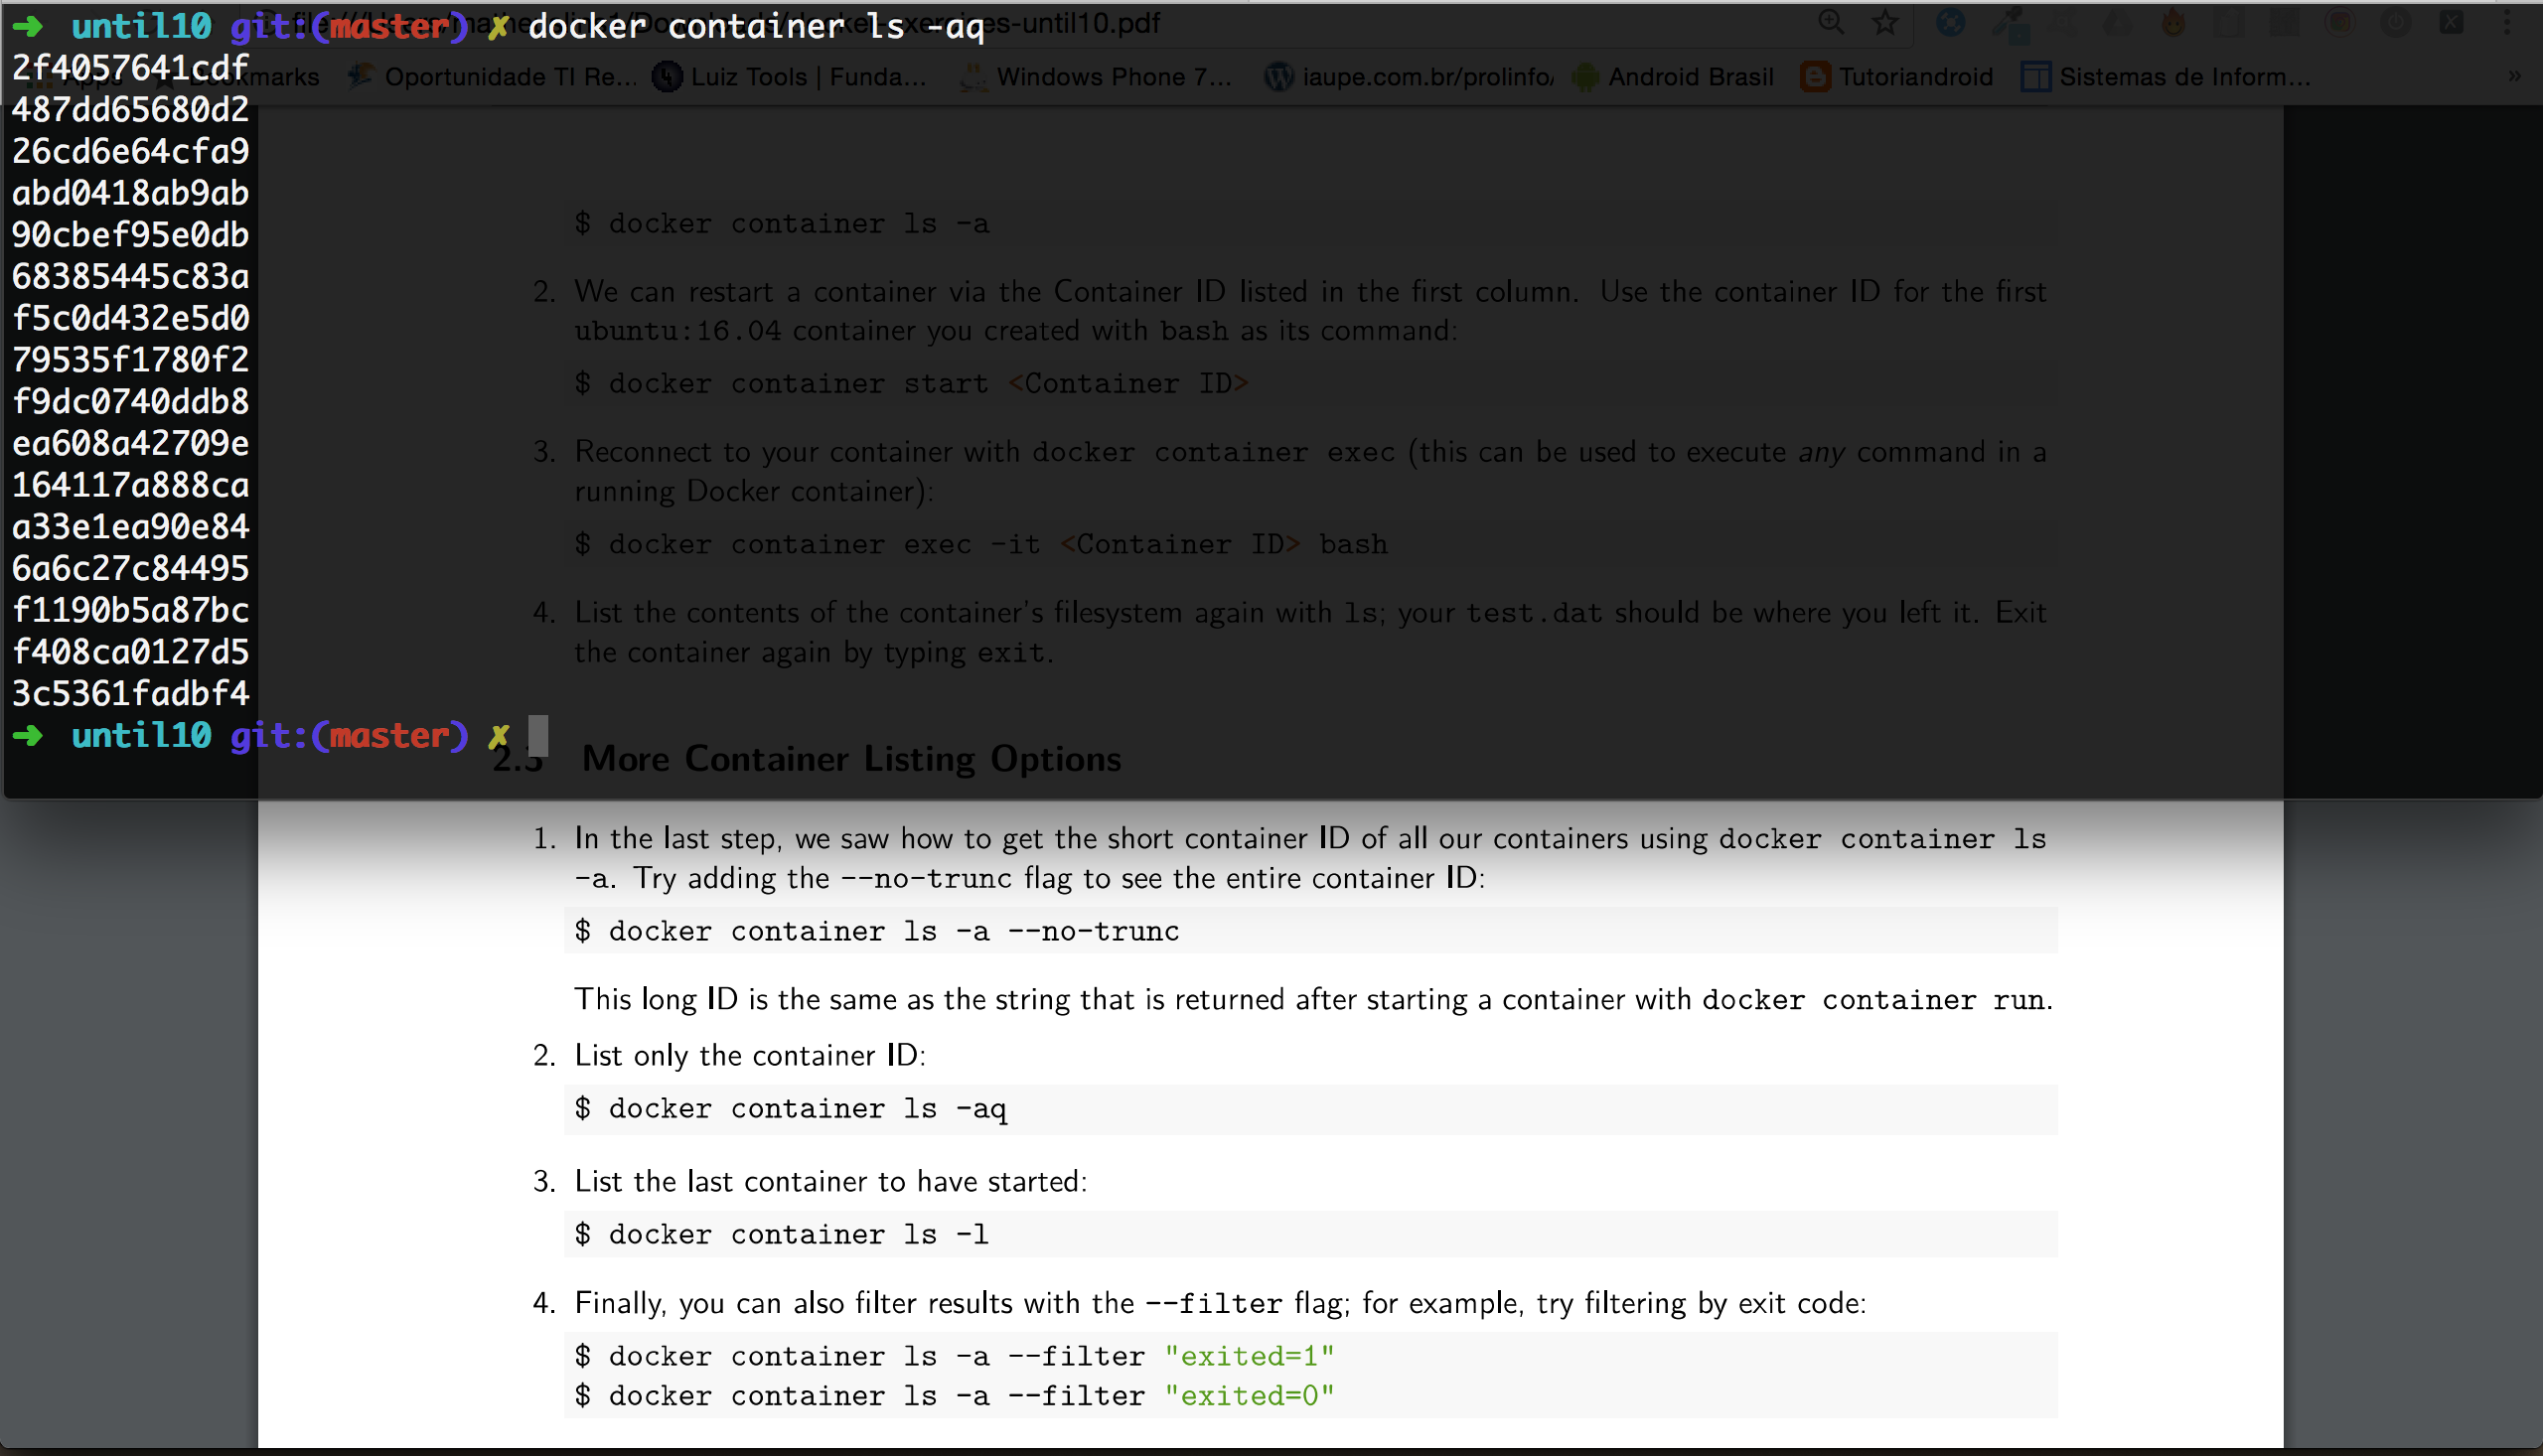 ➜ until10 git:(master) ✗ docker container ls -aq
-exercises-until10.pdf
2f4057641cdf
Oportunidade TI Re... Luiz Tools | Funda... Windows Phone 7... iaupe.com.br/prolinfo/ Android Brasil Tutoriandroid Sistemas de Inform... »
487dd65680d2
26cd6e64cfa9
abd0418ab9ab
90cbef95e0db
68385445c83a
f5c0d432e5d0
79535f1780f2
f9dc0740ddb8
ea608a42709e
164117a888ca
a33e1ea90e84
6a6c27c84495
f1190b5a87bc
f408ca0127d5
3c5361fadbf4
➜ until10 git:(master) ✗
$ docker container ls -a
2. We can restart a container via the Container ID listed in the first column. Use the container ID for the first
ubuntu:16.04 container you created with bash as its command:
$ docker container start <Container ID>
3. Reconnect to your container with docker container exec (this can be used to execute any command in a
running Docker container):
$ docker container exec -it <Container ID> bash
4. List the contents of the container's filesystem again with ls; your test.dat should be where you left it. Exit
the container again by typing exit.
2.3 More Container Listing Options
1. In the last step, we saw how to get the short container ID of all our containers using docker container ls
-a. Try adding the --no-trunc flag to see the entire container ID:
$ docker container ls -a --no-trunc
This long ID is the same as the string that is returned after starting a container with docker container run.
2. List only the container ID:
$ docker container ls -aq
3. List the last container to have started:
$ docker container ls -l
4. Finally, you can also filter results with the --filter flag; for example, try filtering by exit code:
$ docker container ls -a --filter "exited=1"
$ docker container ls -a --filter "exited=0"